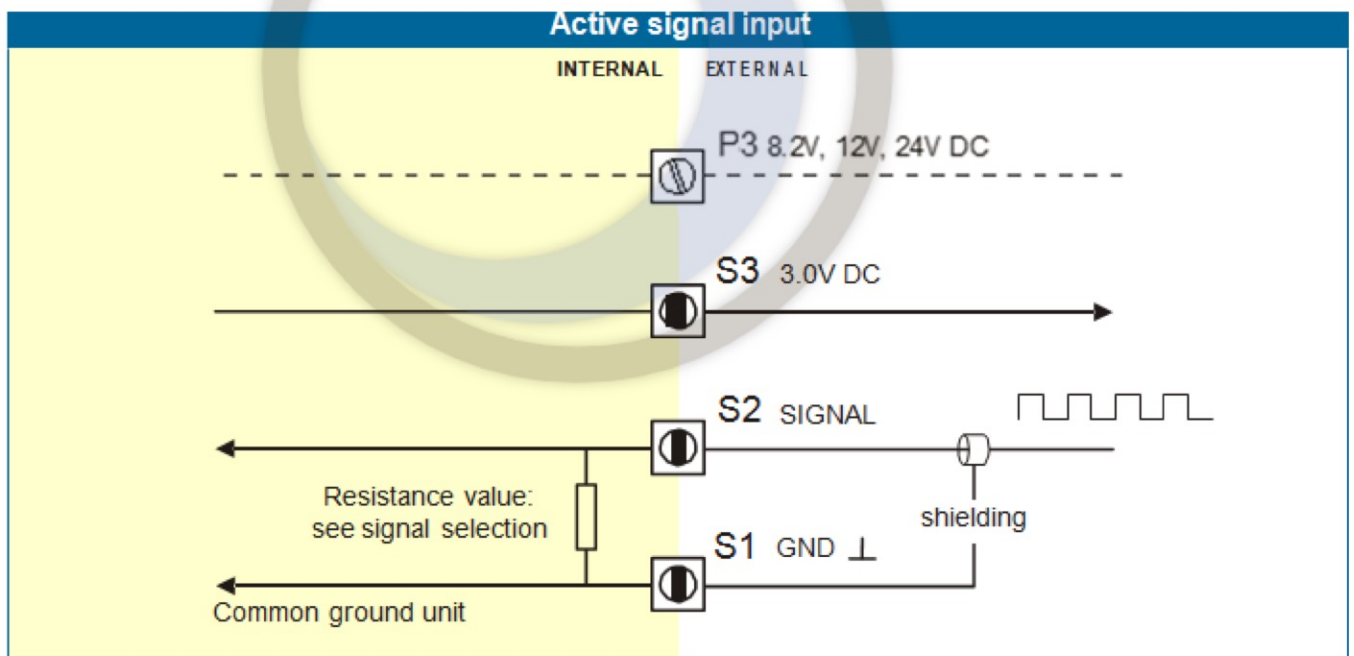 Active signal input
INTERNAL EXTERNAL
P3 8.2V, 12V, 24V DC
S3 3.0V DC
S2 SIGNAL
Resistance value:
see signal selection
shielding
S1 GND ⊥
Common ground unit